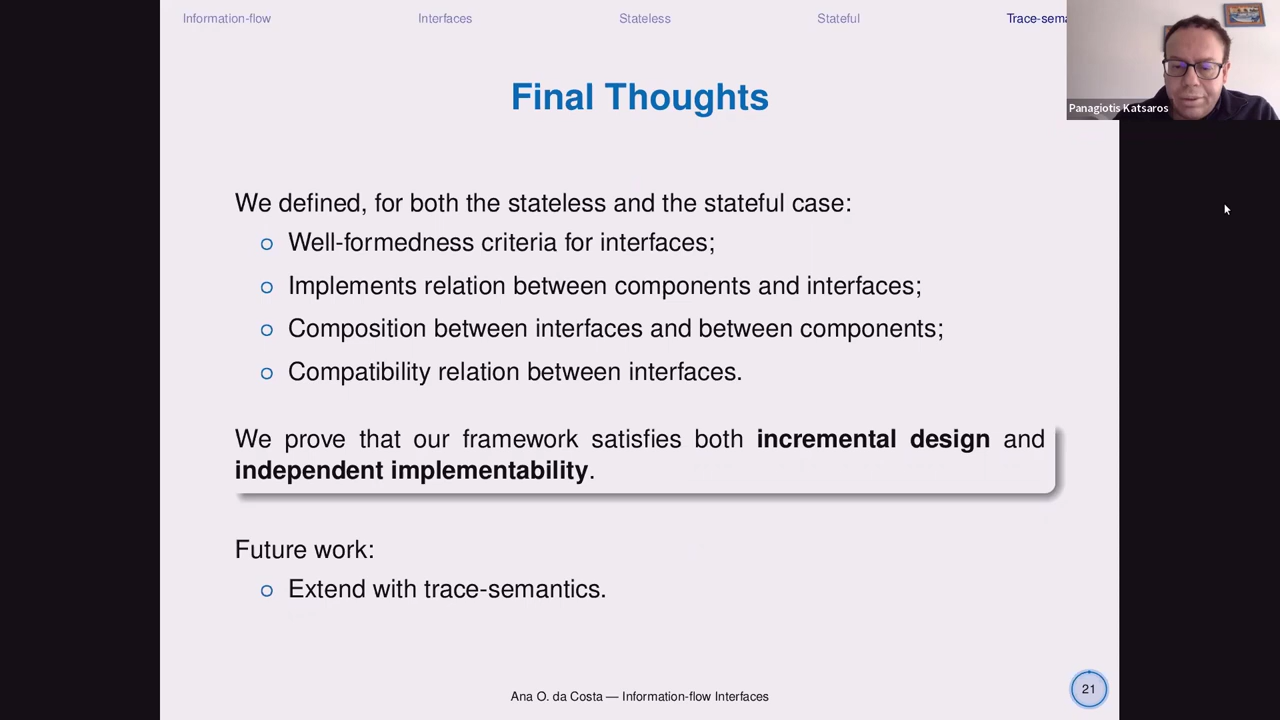 Information-flow
Interfaces
Stateless
Stateful
Trace-sema
Panagiotis Katsaros
Final Thoughts
We defined, for both the stateless and the stateful case:
Well-formedness criteria for interfaces;
Implements relation between components and interfaces;
Composition between interfaces and between components;
Compatibility relation between interfaces.
We prove that our framework satisfies both incremental design and
independent implementability.
Future work:
Extend with trace-semantics.
Ana O. da Costa — Information-flow Interfaces
21